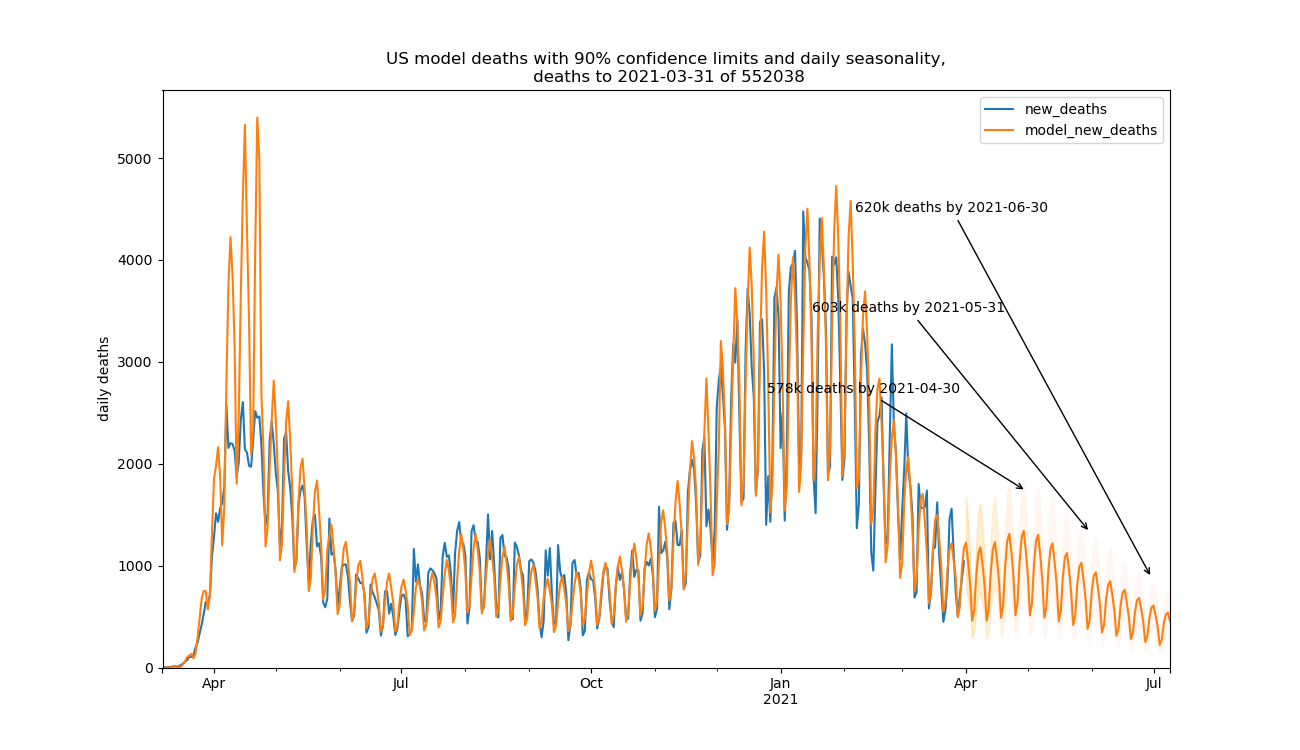 US model deaths with 90% confidence limits and daily seasonality,
deaths to 2021-03-31 of 552038
new_deaths
model_new_deaths
daily deaths
5000
4000
3000
2000
1000
0
620k deaths by 2021-06-30
603k deaths by 2021-05-31
578k deaths by 2021-04-30
Apr
Jul
Oct
Jan
2021
Apr
Jul